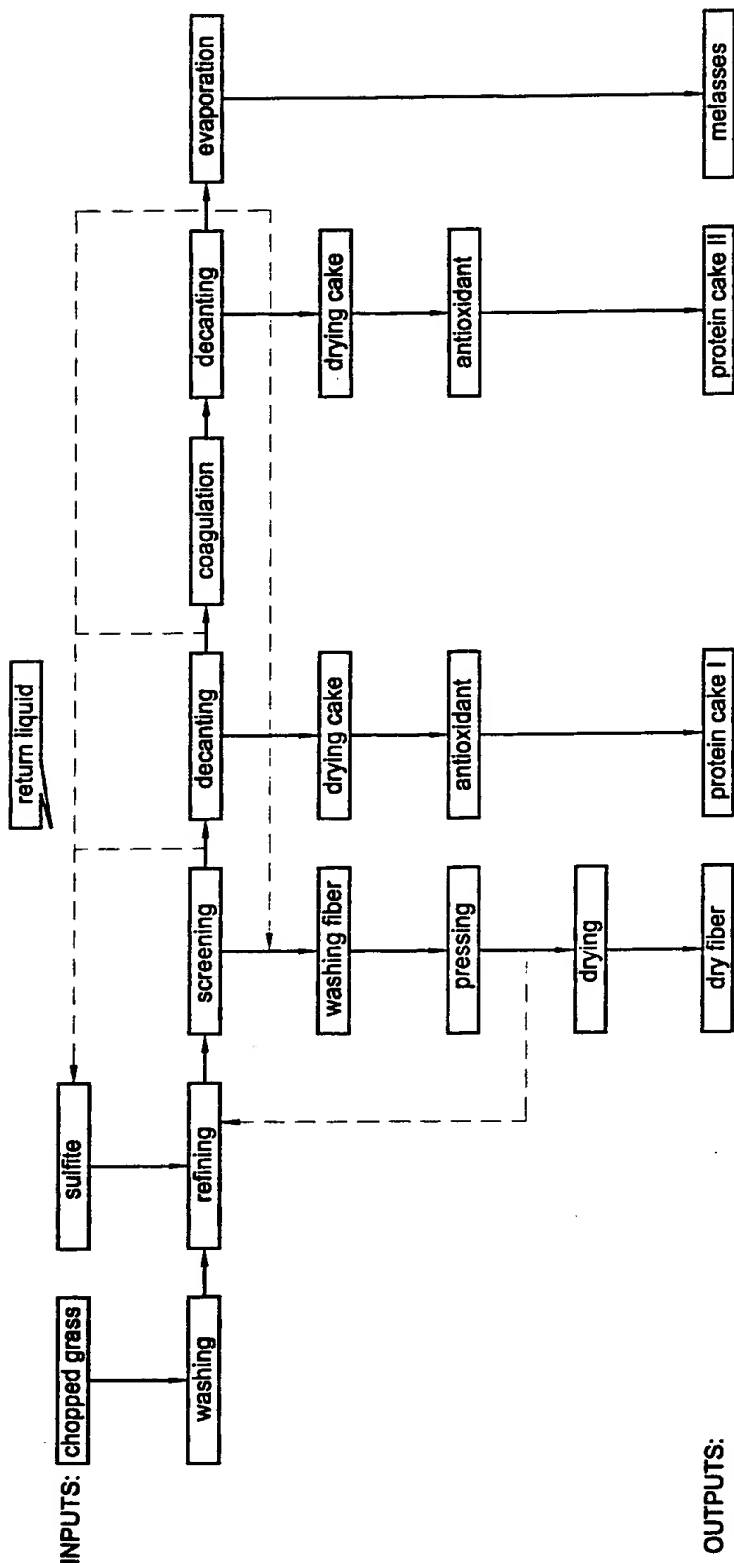 return liquid
INPUTS: chopped grass
sulfite
washing
refining
screening
decanting
coagulation
decanting
evaporation
washing fiber
drying cake
drying cake
pressing
antioxidant
antioxidant
drying
OUTPUTS:
dry fiber
protein cake I
protein cake II
melasses